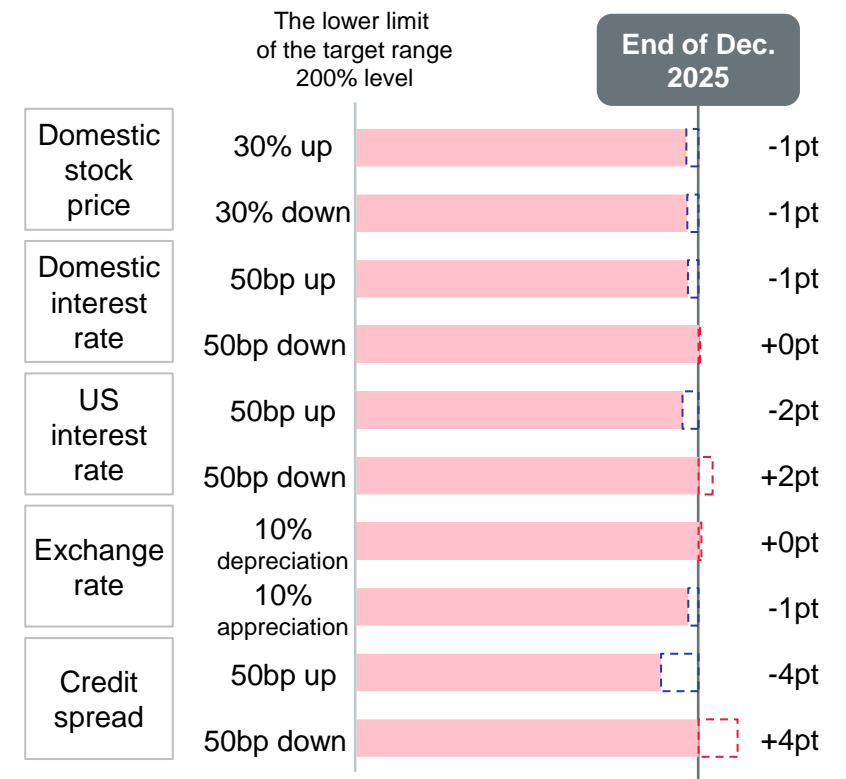 The lower limit
of the target range
200% level
End of Dec.
2025
Domestic
stock
price
30% up
-1pt
30% down
-1pt
Domestic
interest
rate
50bp up
-1pt
50bp down
+0pt
US
interest
rate
50bp up
-2pt
50bp down
+2pt
Exchange
rate
10%
depreciation
+0pt
10%
appreciation
-1pt
Credit
spread
50bp up
-4pt
50bp down
+4pt